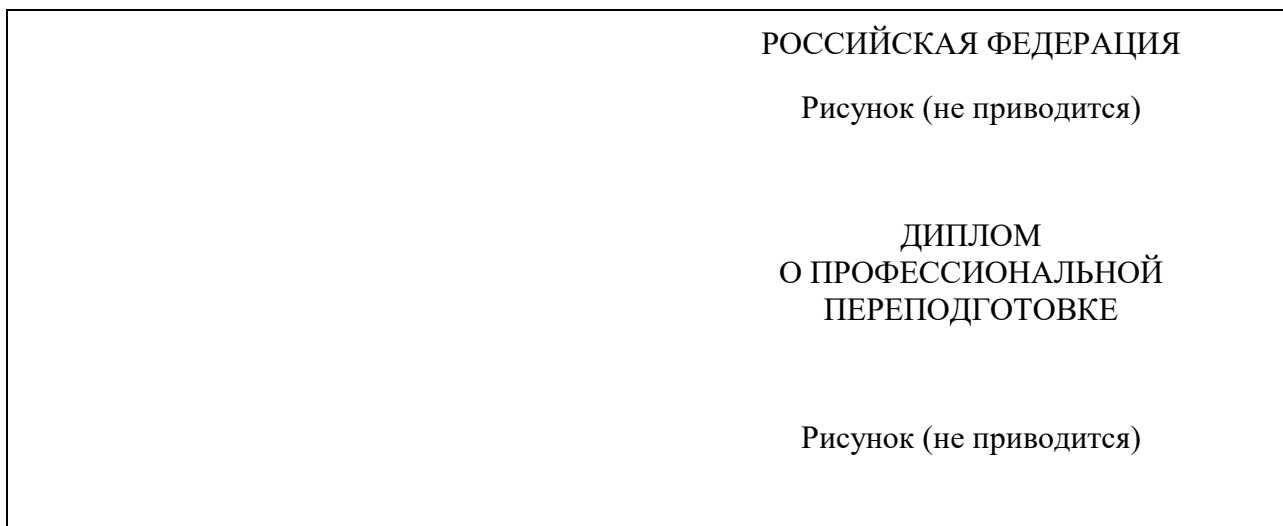 РОССИЙСКАЯ ФЕДЕРАЦИЯ
Рисунок (не приводится)
ДИПЛОМ
О ПРОФЕССИОНАЛЬНОЙ
ПЕРЕПОДГОТОВКЕ
Рисунок (не приводится)